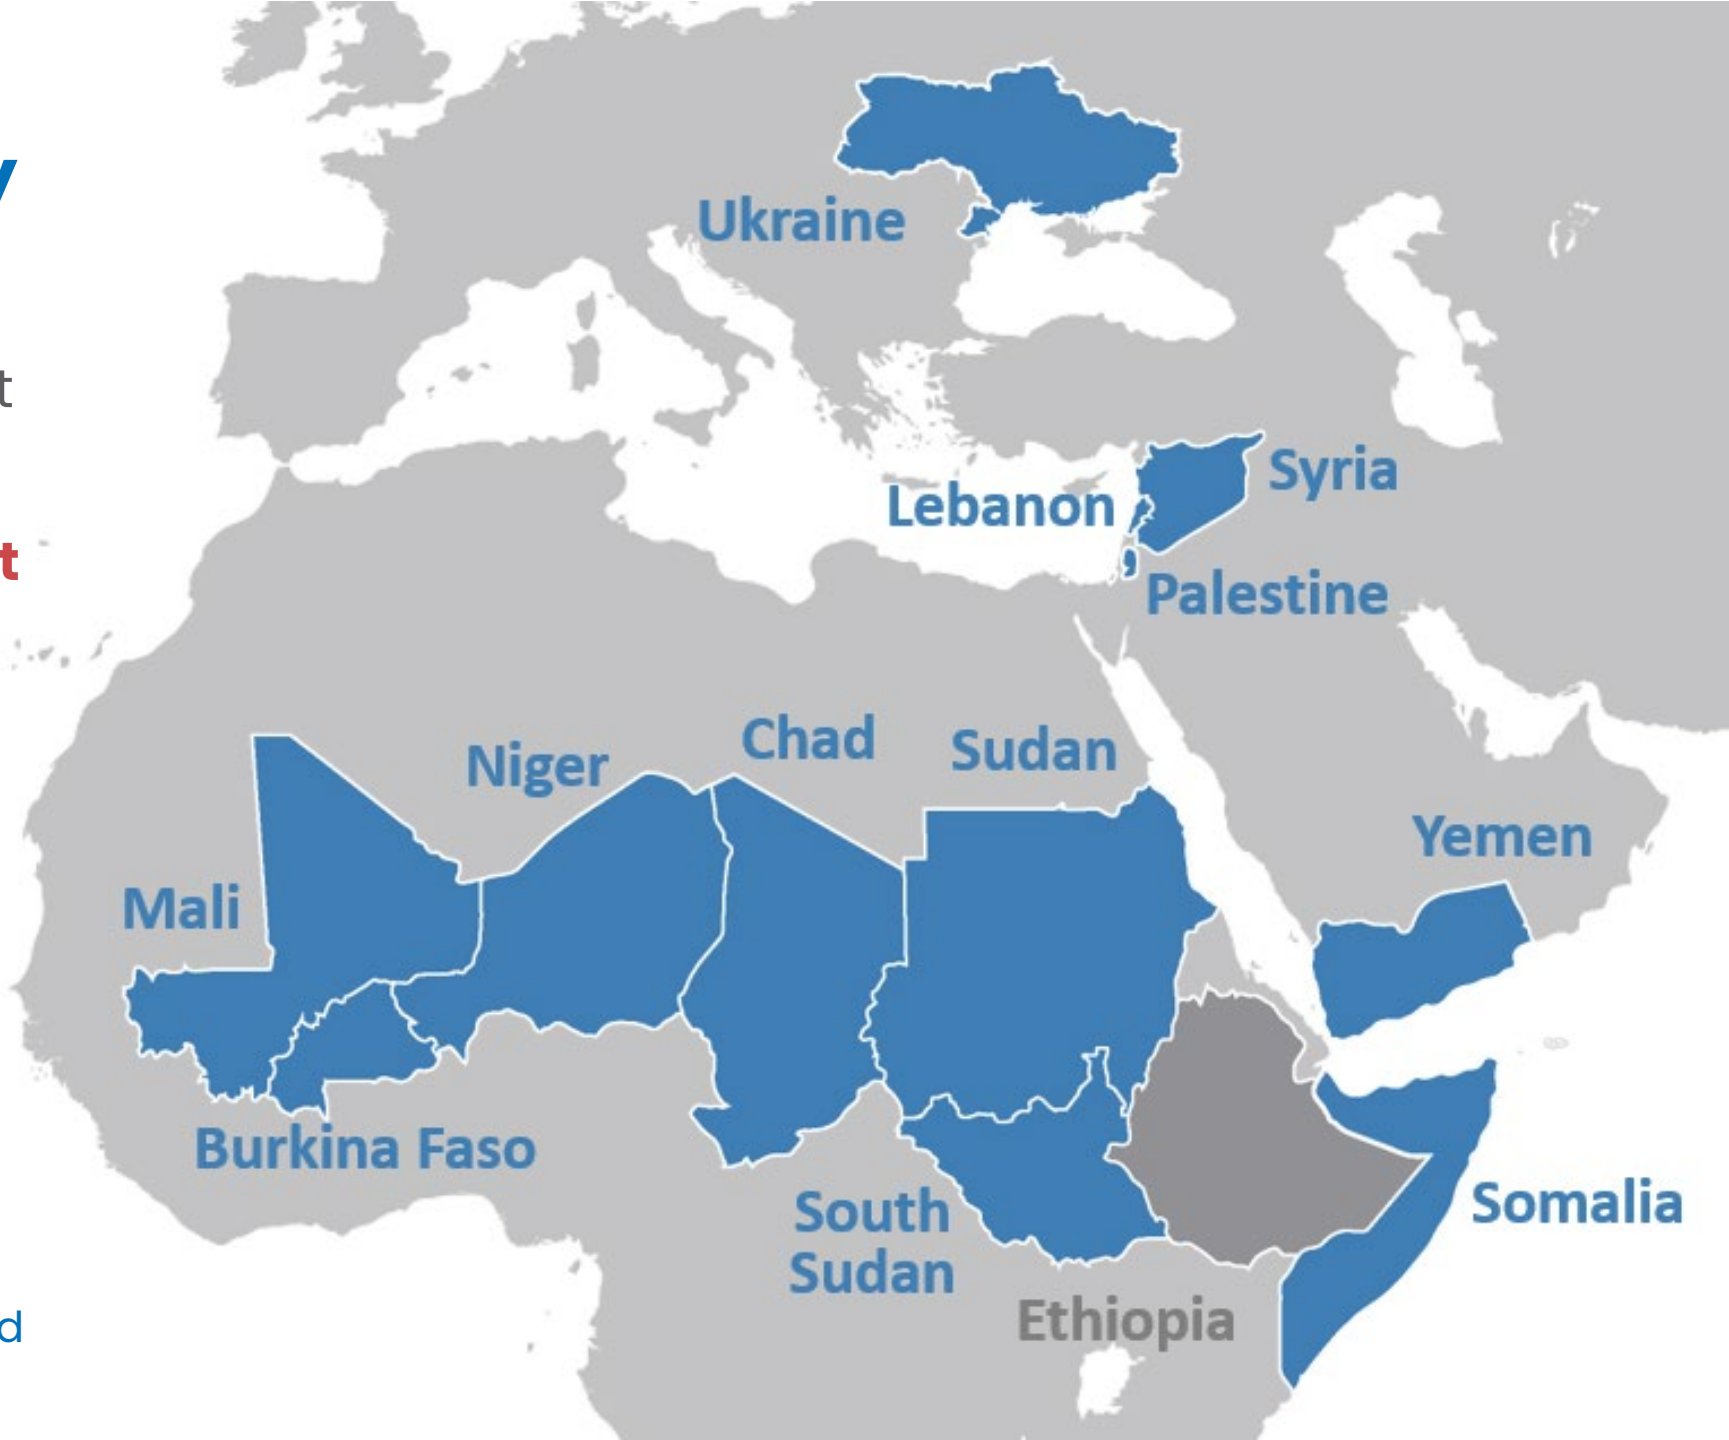 y
Ukraine
t
Syria
Lebanon
t
Palestine
Chad
Sudan
Niger
Yemen
Mali
Burkina Faso
South
Sudan
Somalia
Ethiopia
d